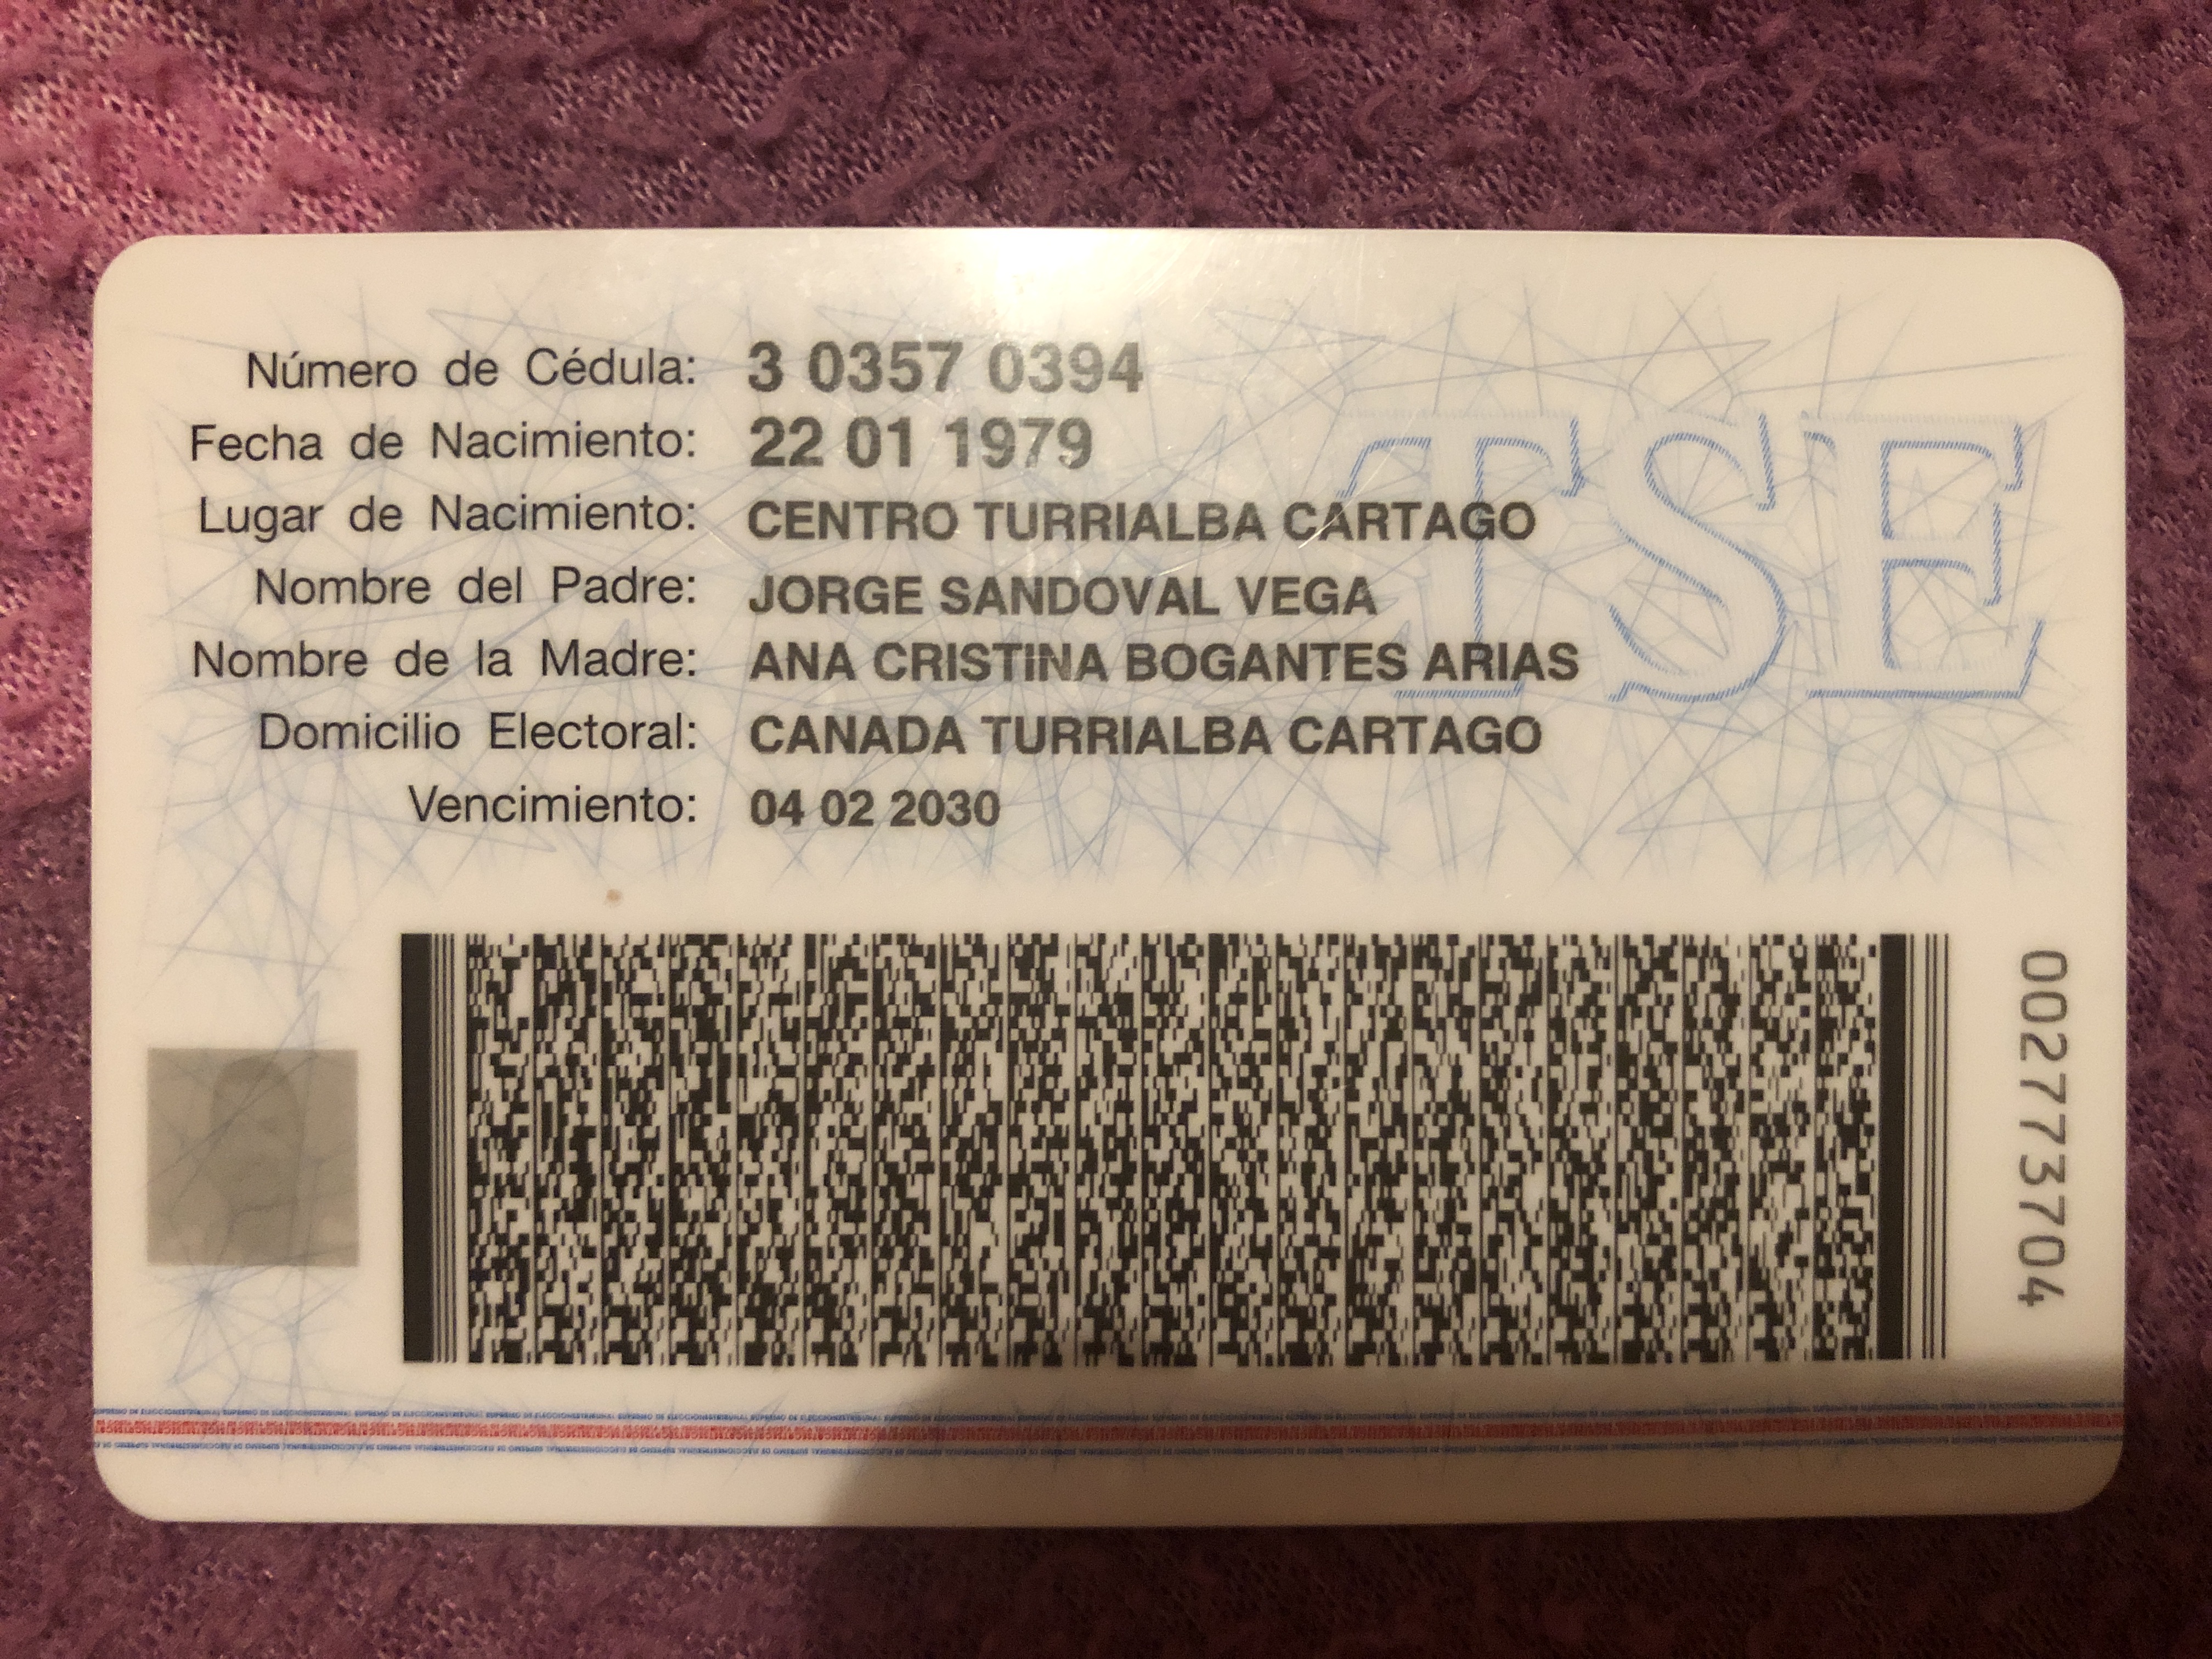 Número de Cédula: 3 0357 0394
Fecha de Nacimiento: 22 01 1979
Lugar de Nacimiento: CENTRO TURRIALBA CARTAGO
Nombre del Padre: JORGE SANDOVAL VEGA
Nombre de la Madre: ANA CRISTINA BOGANTES ARIAS
Domicilio Electoral: CANADA TURRIALBA CARTAGO
Vencimiento: 04 02 2030
TSE
002773704